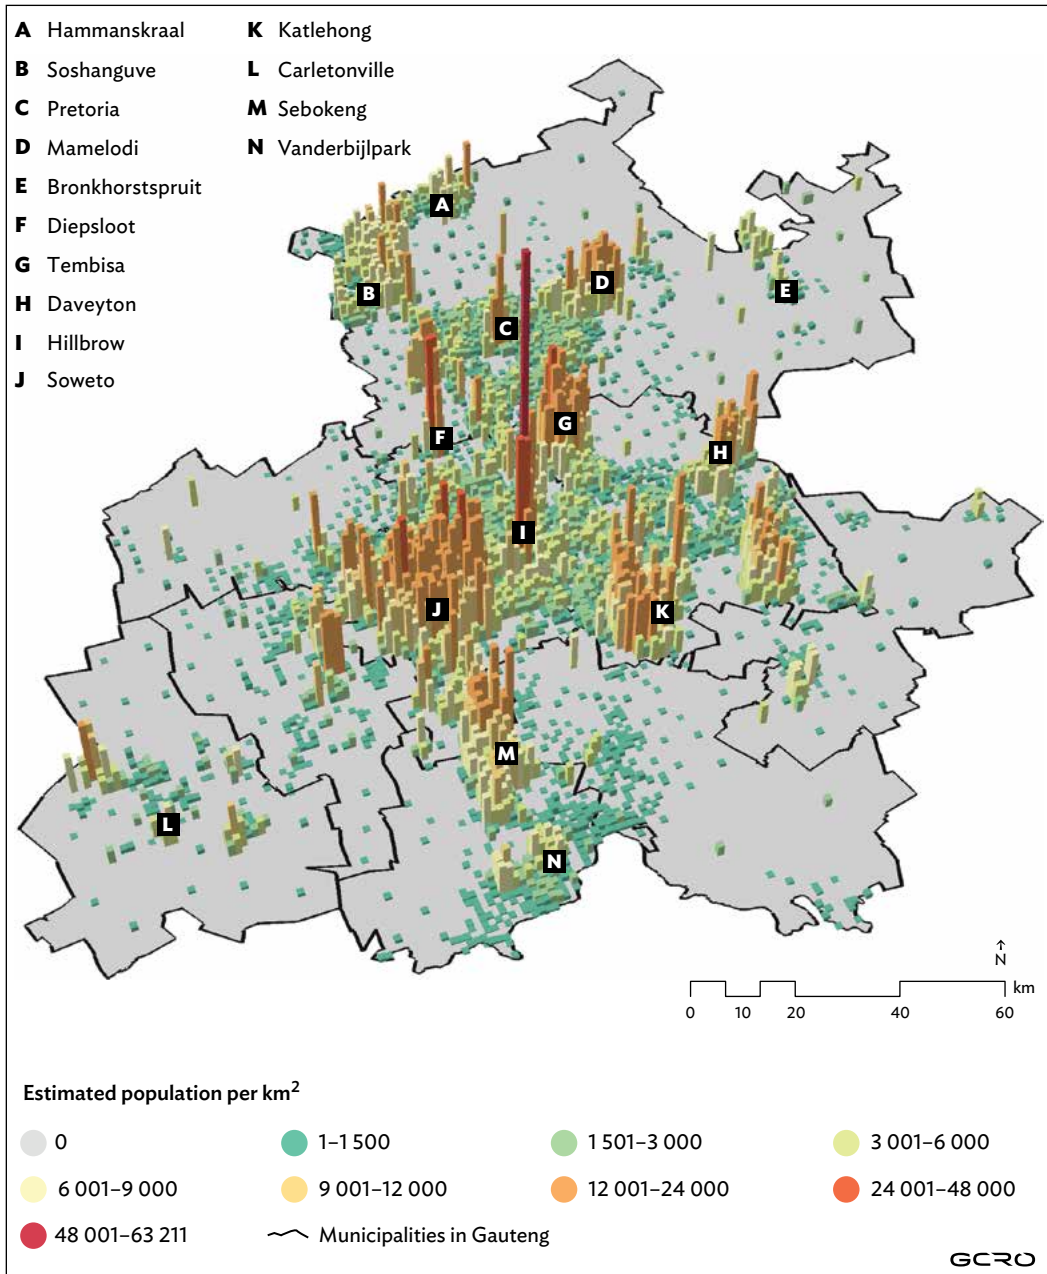 A Hammanskraal
B Soshanguve
C Pretoria
D Mamelodi
E Bronkhorstspruit
F Diepsloot
G Tembisa
H Daveyton
I Hillbrow
J Soweto
K Katlehong
L Carletonville
M Sebokeng
N Vanderbijlpark
A
B
C
D
E
F
G
H
I
J
K
L
M
N
N
km
0 10 20 40 60
Estimated population per km²
0
1–1 500
1 501–3 000
3 001–6 000
6 001–9 000
9 001–12 000
12 001–24 000
24 001–48 000
48 001–63 211
Municipalities in Gauteng
GCRO